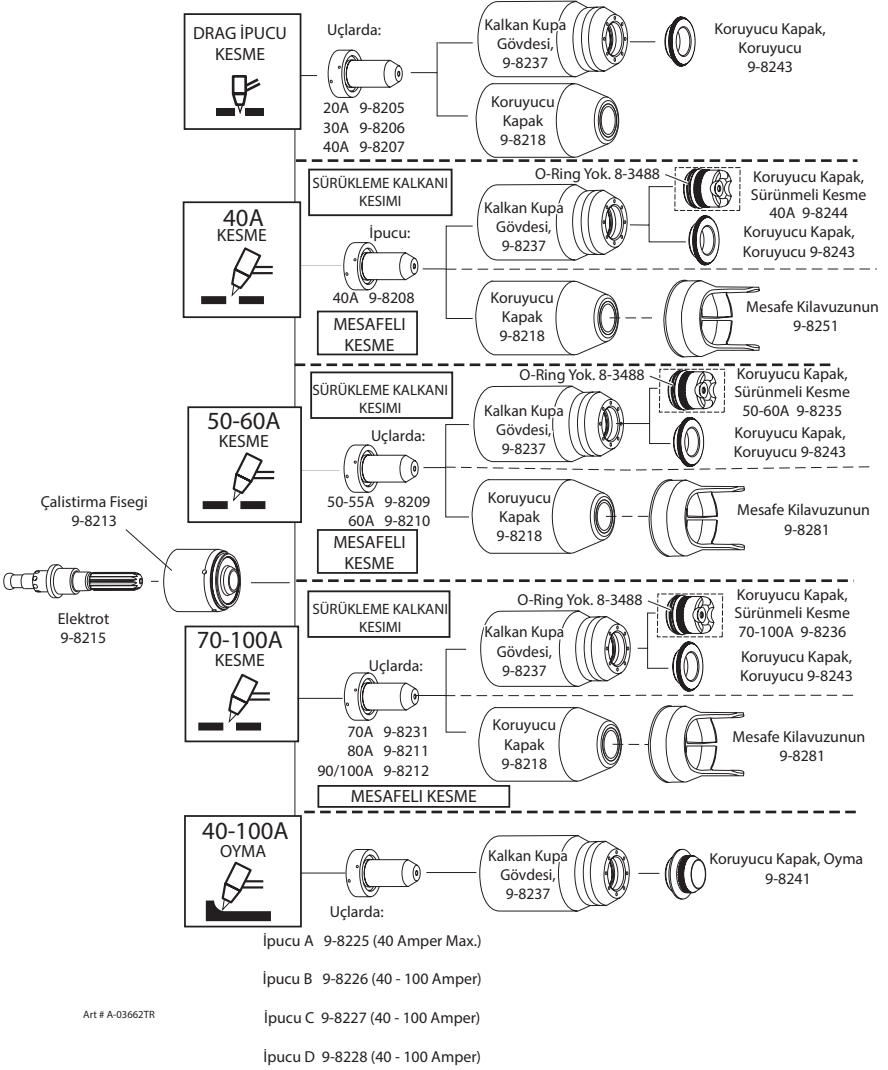 DRAG İPUCU
KESME
Uçlarda:
20A 9-8205
30A 9-8206
40A 9-8207
Kalkan Kupa
Gövdesi,
9-8237
Koruyucu Kapak,
Koruyucu
9-8243
Koruyucu
Kapak
9-8218
40A
KESME
SÜRÜKLEME KALKANI
KESIMI
İpucu:
40A 9-8208
MESAFELI
KESME
Kalkan Kupa
Gövdesi,
9-8237
O-Ring Yok. 8-3488
Koruyucu Kapak,
Sürünmeli Kesme
40A 9-8244
Koruyucu Kapak,
Koruyucu 9-8243
Koruyucu
Kapak
9-8218
Mesafe Kilavuzunun
9-8251
50-60A
KESME
SÜRÜKLEME KALKANI
KESIMI
Uçlarda:
50-55A 9-8209
60A 9-8210
MESAFELI
KESME
Kalkan Kupa
Gövdesi,
9-8237
O-Ring Yok. 8-3488
Koruyucu Kapak,
Sürünmeli Kesme
50-60A 9-8235
Koruyucu Kapak,
Koruyucu 9-8243
Koruyucu
Kapak
9-8218
Mesafe Kilavuzunun
9-8281
Çalistirma Fisegi
9-8213
Elektrot
9-8215
70-100A
KESME
SÜRÜKLEME KALKANI
KESIMI
Uçlarda:
70A 9-8231
80A 9-8211
90/100A 9-8212
MESAFELI KESME
Kalkan Kupa
Gövdesi,
9-8237
O-Ring Yok. 8-3488
Koruyucu Kapak,
Sürünmeli Kesme
70-100A 9-8236
Koruyucu Kapak,
Koruyucu 9-8243
Koruyucu
Kapak
9-8218
Mesafe Kilavuzunun
9-8281
40-100A
OYMA
Uçlarda:
Kalkan Kupa
Gövdesi,
9-8237
Koruyucu Kapak, Oyma
9-8241
İpucu A 9-8225 (40 Amper Max.)
İpucu B 9-8226 (40 - 100 Amper)
İpucu C 9-8227 (40 - 100 Amper)
İpucu D 9-8228 (40 - 100 Amper)
Art # A-03662TR